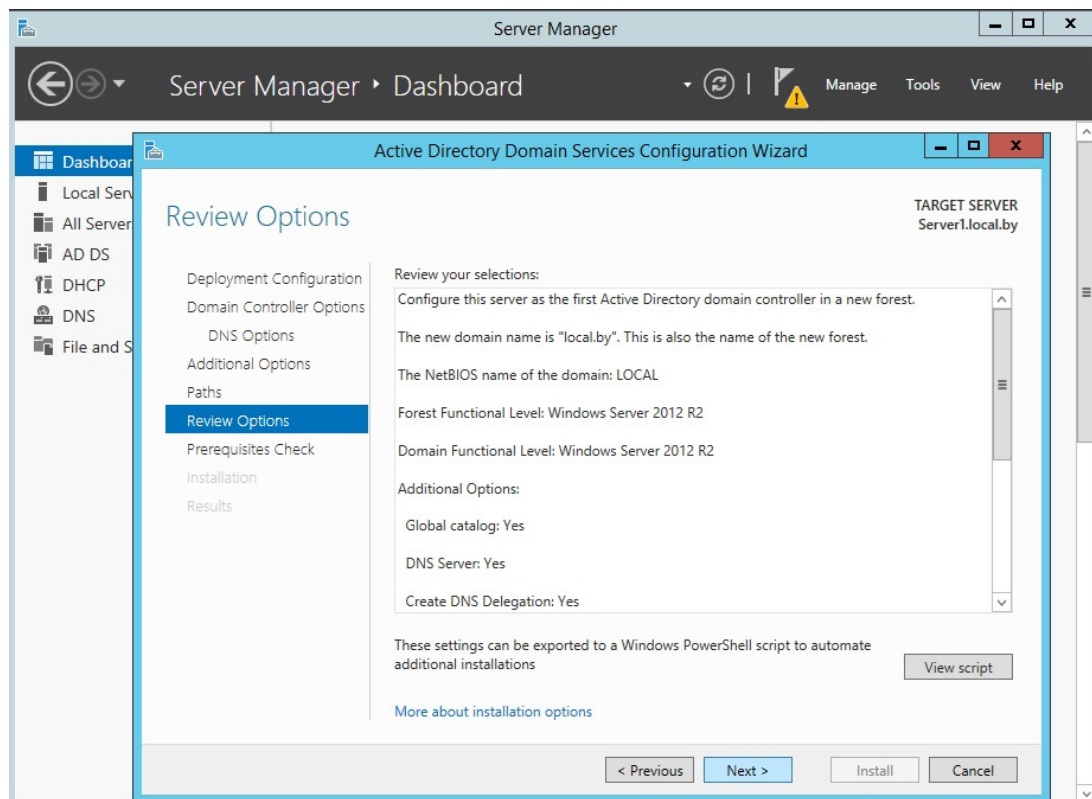 Server Manager
Server Manager ‣ Dashboard
Manage Tools View Help
Dashboar
Local Serv
All Server
AD DS
DHCP
DNS
File and S
Active Directory Domain Services Configuration Wizard
Review Options
TARGET SERVER
Server1.local.by
Deployment Configuration
Domain Controller Options
DNS Options
Additional Options
Paths
Review Options
Prerequisites Check
Installation
Results
Review your selections:
Configure this server as the first Active Directory domain controller in a new forest.
The new domain name is "local.by". This is also the name of the new forest.
The NetBIOS name of the domain: LOCAL
Forest Functional Level: Windows Server 2012 R2
Domain Functional Level: Windows Server 2012 R2
Additional Options:
Global catalog: Yes
DNS Server: Yes
Create DNS Delegation: Yes
These settings can be exported to a Windows PowerShell script to automate
additional installations
View script
More about installation options
< Previous Next > Install Cancel